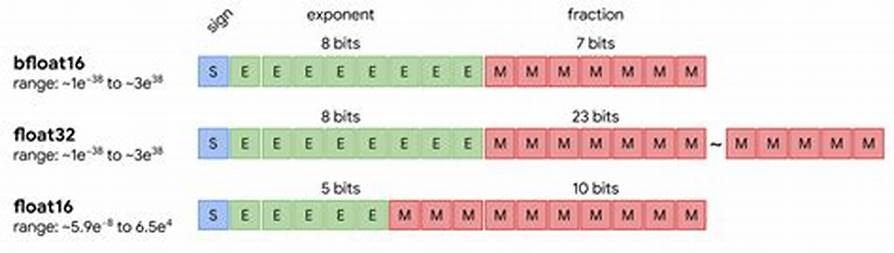 sign exponent fraction
8 bits 7 bits
bfloat16
S E E E E E E E E M M M M M M M
range: ~1e⁻³⁸ to ~3e³⁸
8 bits 23 bits
float32
S E E E E E E E E M M M M M M M ~ M M M M M
range: ~1e⁻³⁸ to ~3e³⁸
5 bits 10 bits
float16
S E E E E E M M M M M M M M M M
range: ~5.9e⁻⁸ to 6.5e⁴